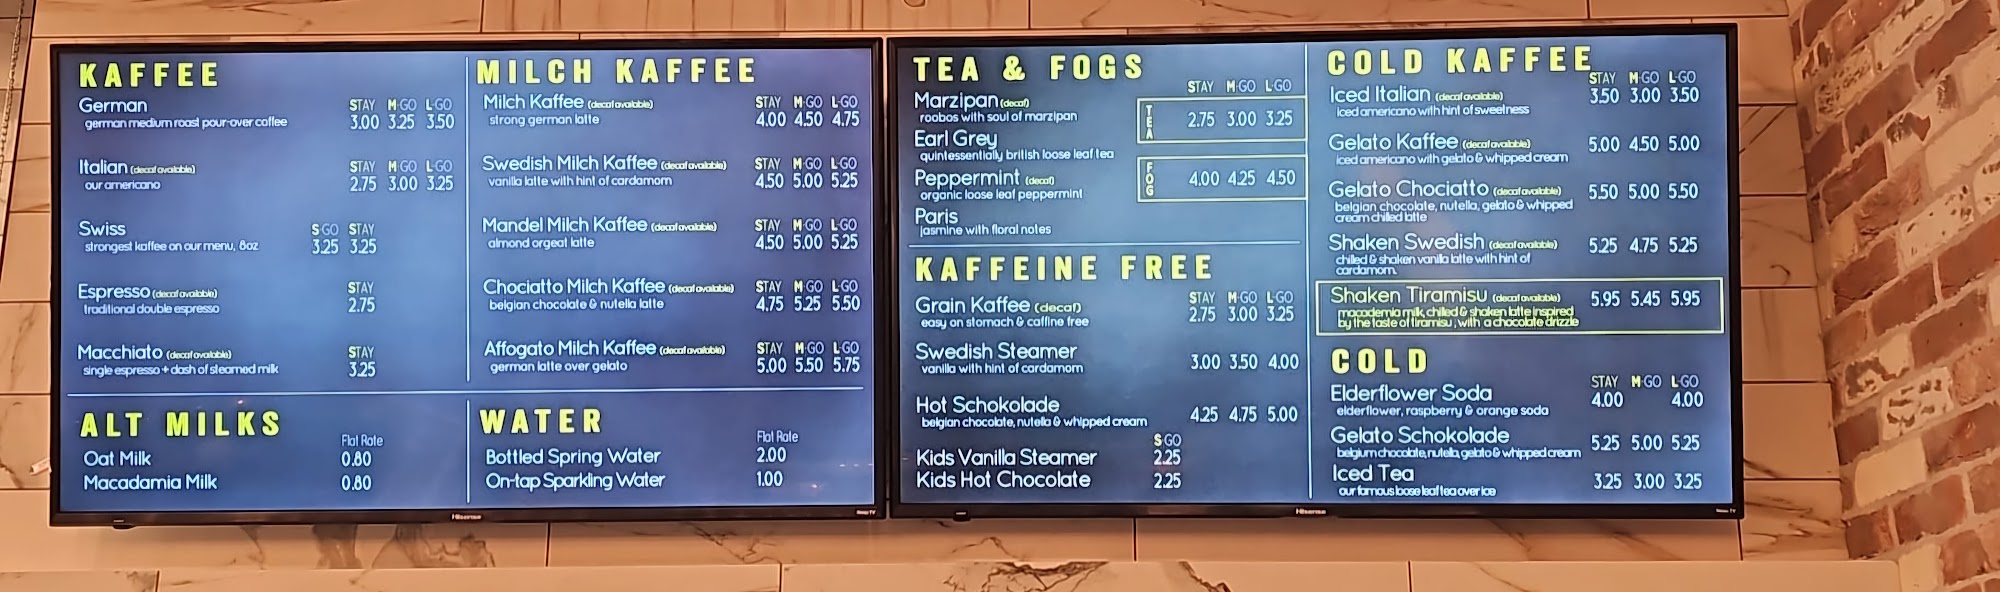 KAFFEE
German STAY M·GO L·GO
german medium roast pour-over coffee 3.00 3.25 3.50
Italian (decaf available) STAY M·GO L·GO
our americano 2.75 3.00 3.25
Swiss S·GO STAY
strongest kaffee on our menu, 8oz 3.25 3.25
Espresso (decaf available) STAY
traditional double espresso 2.75
Macchiato (decaf available) STAY
single espresso + dash of steamed milk 3.25
ALT MILKS
Flat Rate
Oat Milk 0.80
Macadamia Milk 0.80
MILCH KAFFEE
Milch Kaffee (decaf available) STAY M·GO L·GO
strong german latte 4.00 4.50 4.75
Swedish Milch Kaffee (decaf available) STAY M·GO L·GO
vanilla latte with hint of cardamom 4.50 5.00 5.25
Mandel Milch Kaffee (decaf available) STAY M·GO L·GO
almond orgeat latte 4.50 5.00 5.25
Chociatto Milch Kaffee (decaf available) STAY M·GO L·GO
belgian chocolate & nutella latte 4.75 5.25 5.50
Affogato Milch Kaffee (decaf available) STAY M·GO L·GO
german latte over gelato 5.00 5.50 5.75
WATER
Flat Rate
Bottled Spring Water 2.00
On-tap Sparkling Water 1.00
Hisense
Roku TV
TEA & FOGS
STAY M·GO L·GO
Marzipan (decaf)
roobos with soul of marzipan
TEA 2.75 3.00 3.25
Earl Grey
quintessentially british loose leaf tea
Peppermint (decaf)
organic loose leaf peppermint
FOG 4.00 4.25 4.50
Paris
jasmine with floral notes
KAFFEINE FREE
Grain Kaffee (decaf) STAY M·GO L·GO
easy on stomach & caffine free 2.75 3.00 3.25
Swedish Steamer
vanilla with hint of cardamom 3.00 3.50 4.00
Hot Schokolade
belgian chocolate, nutella & whipped cream 4.25 4.75 5.00
S·GO
Kids Vanilla Steamer 2.25
Kids Hot Chocolate 2.25
COLD KAFFEE
STAY M·GO L·GO
Iced Italian (decaf available) 3.50 3.00 3.50
iced americano with hint of sweetness
Gelato Kaffee (decaf available) 5.00 4.50 5.00
iced americano with gelato & whipped cream
Gelato Chociatto (decaf available) 5.50 5.00 5.50
belgian chocolate, nutella, gelato & whipped
cream chilled latte
Shaken Swedish (decaf available) 5.25 4.75 5.25
chilled & shaken vanilla latte with hint of
cardamom.
Shaken Tiramisu (decaf available) 5.95 5.45 5.95
macademia milk, chilled & shaken latte inspired
by the taste of tiramisu, with a chocolate drizzle
COLD
STAY M·GO L·GO
Elderflower Soda 4.00 4.00
elderflower, raspberry & orange soda
Gelato Schokolade 5.25 5.00 5.25
belgium chocolate, nutella, gelato & whipped cream
Iced Tea 3.25 3.00 3.25
our famous loose leaf tea over ice
Hisense
Roku TV